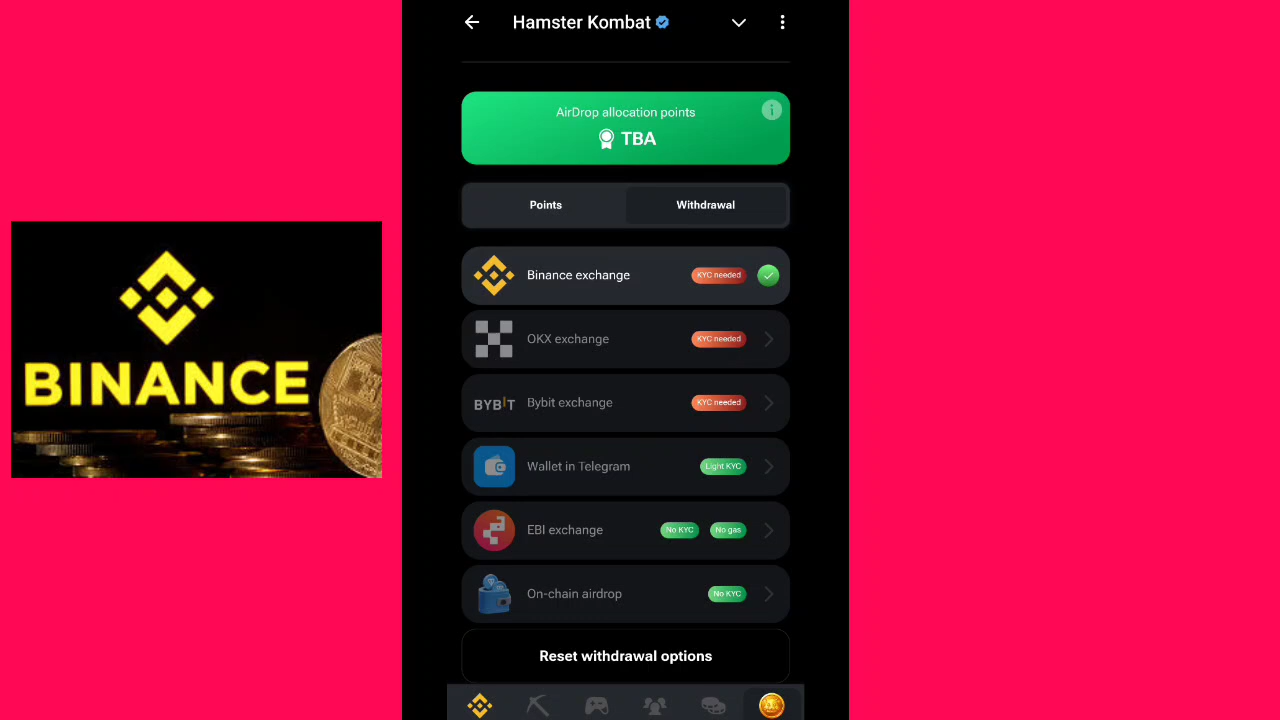 Hamster Kombat
AirDrop allocation points
TBA
Points
Withdrawal
Binance exchange
KYC needed
OKX exchange
KYC needed
BYBIT
Bybit exchange
KYC needed
Wallet in Telegram
Light KYC
EBI exchange
No KYC
No gas
On-chain airdrop
No KYC
Reset withdrawal options
BINANCE